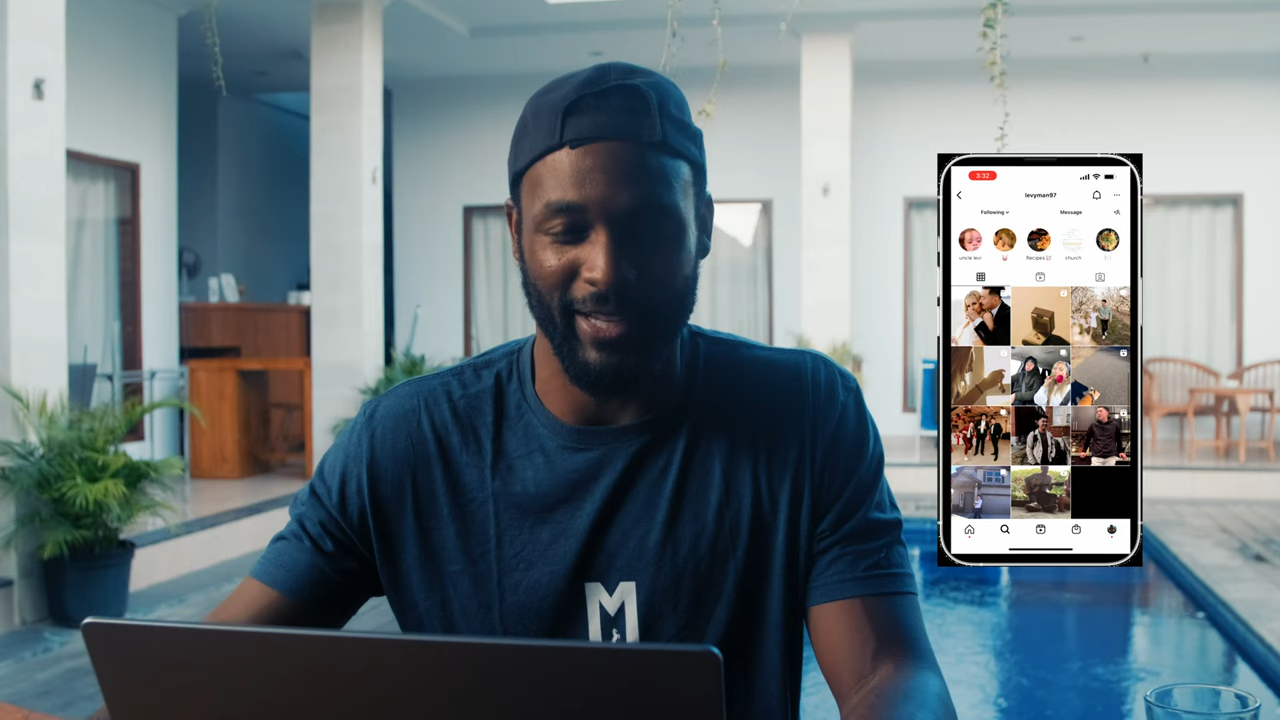 M
3:32
levyman97
Following
Message
uncle levi
Recipes
church